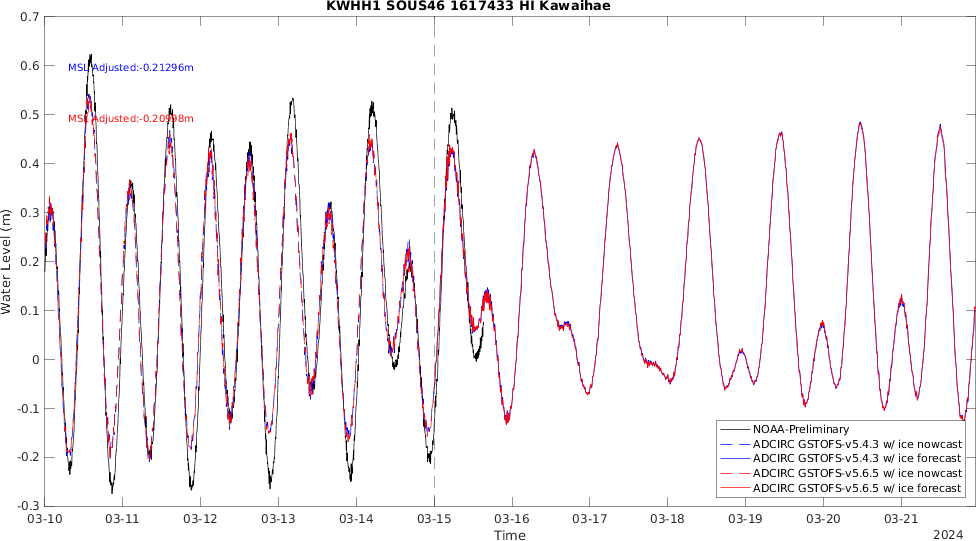 KWHH1 SOUS46 1617433 HI Kawaihae
0.7
0.6
0.5
0.4
0.3
0.2
0.1
0
-0.1
-0.2
-0.3
Water Level (m)
MSL Adjusted:-0.21296m
MSL Adjusted:-0.20998m
NOAA-Preliminary
ADCIRC GSTOFS-v5.4.3 w/ ice nowcast
ADCIRC GSTOFS-v5.4.3 w/ ice forecast
ADCIRC GSTOFS-v5.6.5 w/ ice nowcast
ADCIRC GSTOFS-v5.6.5 w/ ice forecast
03-10 03-11 03-12 03-13 03-14 03-15 03-16 03-17 03-18 03-19 03-20 03-21
Time
2024